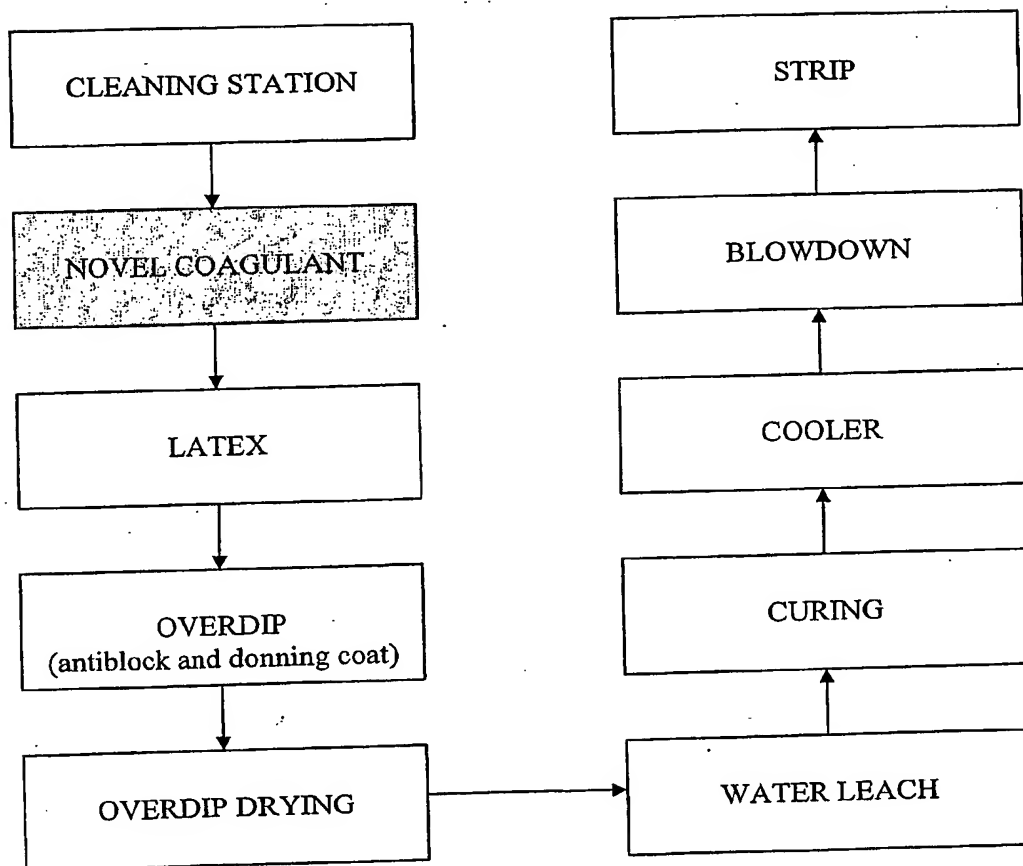 CLEANING STATION
NOVEL COAGULANT
LATEX
OVERDIP
(antiblock and donning coat)
OVERDIP DRYING
WATER LEACH
CURING
COOLER
BLOWDOWN
STRIP